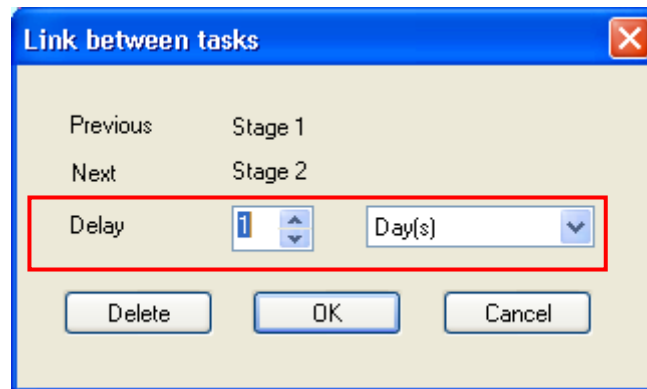 Link between tasks
Previous Stage 1
Next Stage 2
Delay 1 Day(s)
Delete OK Cancel